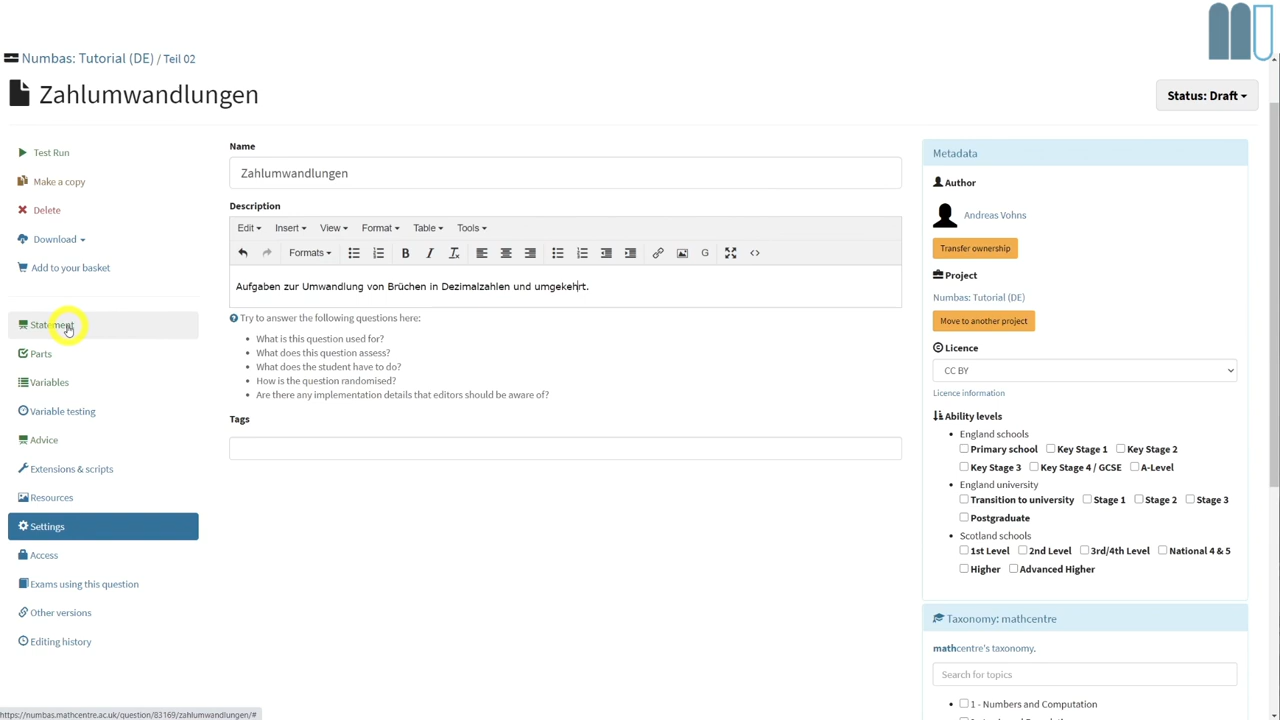 Numbas: Tutorial (DE) / Teil 02
Zahlumwandlungen
Status: Draft
Test Run
Make a copy
Delete
Download
Add to your basket
Statement
Parts
Variables
Variable testing
Advice
Extensions & scripts
Resources
Settings
Access
Exams using this question
Other versions
Editing history
Name
Zahlumwandlungen
Description
Edit Insert View Format Table Tools
Formats B I Tx G <>
Aufgaben zur Umwandlung von Brüchen in Dezimalzahlen und umgekehrt.
Try to answer the following questions here:
What is this question used for?
What does this question assess?
What does the student have to do?
How is the question randomised?
Are there any implementation details that editors should be aware of?
Tags
Metadata
Author
Andreas Vohns
Transfer ownership
Project
Numbas: Tutorial (DE)
Move to another project
Licence
CC BY
Licence information
Ability levels
England schools
Primary school Key Stage 1 Key Stage 2
Key Stage 3 Key Stage 4 / GCSE A-Level
England university
Transition to university Stage 1 Stage 2 Stage 3
Postgraduate
Scotland schools
1st Level 2nd Level 3rd/4th Level National 4 & 5
Higher Advanced Higher
Taxonomy: mathcentre
mathcentre's taxonomy.
Search for topics
1 - Numbers and Computation
https://numbas.mathcentre.ac.uk/question/83169/zahlumwandlungen/#